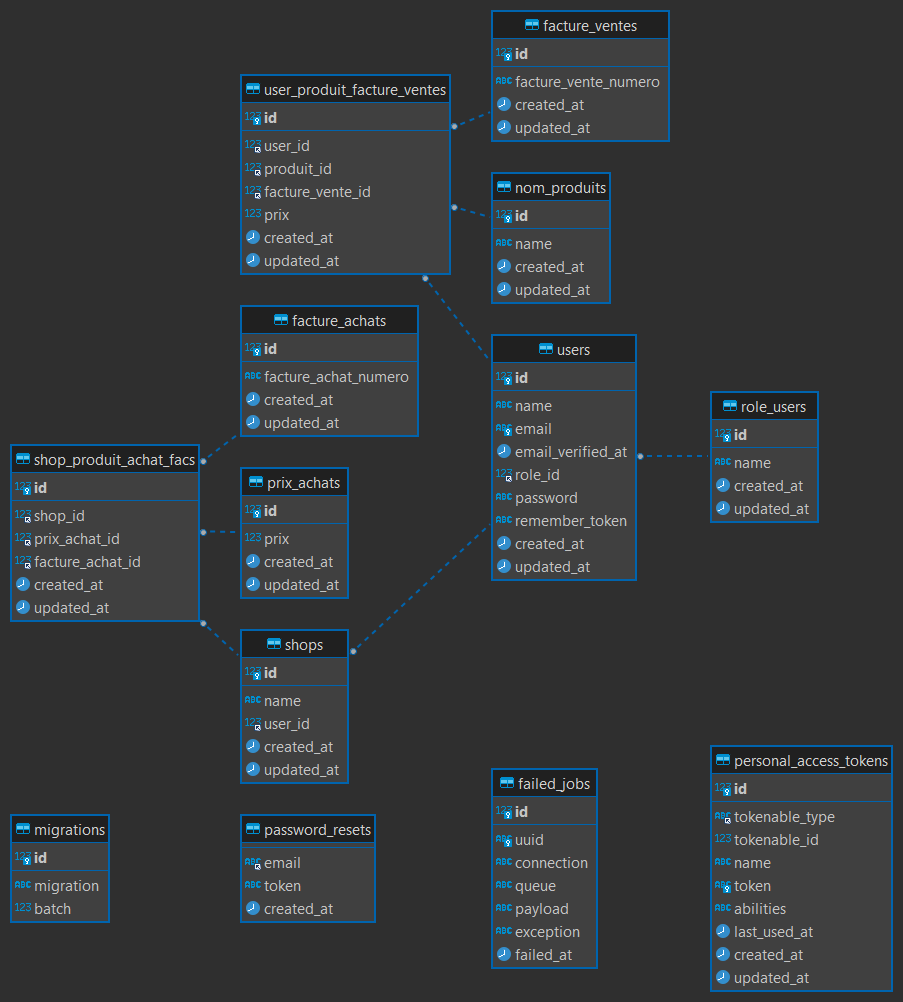 facture_ventes
id
facture_vente_numero
created_at
updated_at
user_produit_facture_ventes
id
user_id
produit_id
facture_vente_id
prix
created_at
updated_at
nom_produits
id
name
created_at
updated_at
facture_achats
id
facture_achat_numero
created_at
updated_at
users
id
name
email
email_verified_at
role_id
password
remember_token
created_at
updated_at
role_users
id
name
created_at
updated_at
shop_produit_achat_facs
id
shop_id
prix_achat_id
facture_achat_id
created_at
updated_at
prix_achats
id
prix
created_at
updated_at
shops
id
name
user_id
created_at
updated_at
migrations
id
migration
batch
password_resets
email
token
created_at
failed_jobs
id
uuid
connection
queue
payload
exception
failed_at
personal_access_tokens
id
tokenable_type
tokenable_id
name
token
abilities
last_used_at
created_at
updated_at